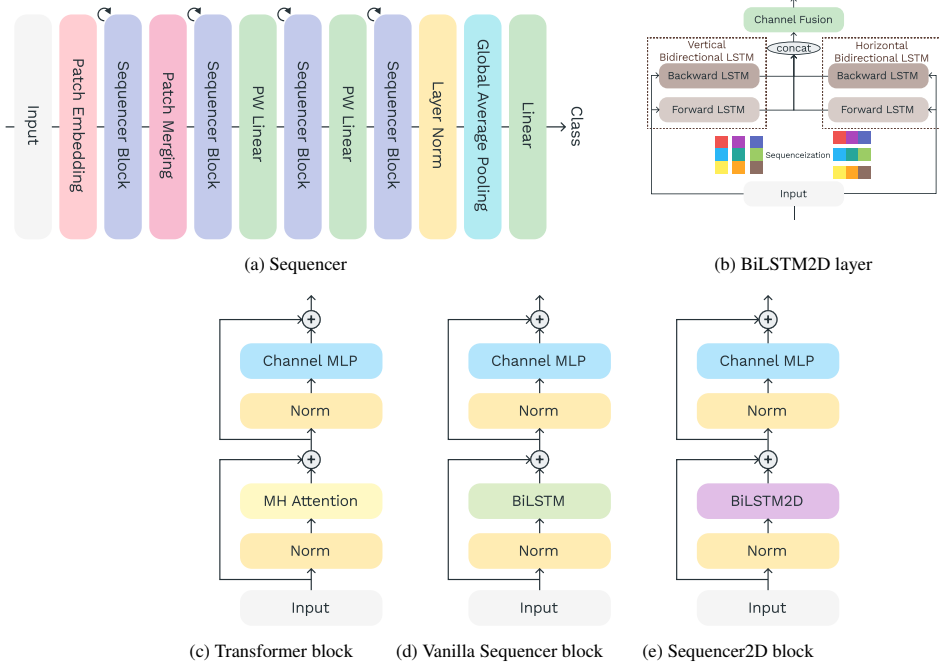 Input
Patch Embedding
Sequencer Block
Patch Merging
Sequencer Block
PW Linear
Sequencer Block
PW Linear
Sequencer Block
Layer Norm
Global Average Pooling
Linear
Class
(a) Sequencer
Channel Fusion
concat
Vertical
Bidirectional LSTM
Backward LSTM
Forward LSTM
Horizontal
Bidirectional LSTM
Backward LSTM
Forward LSTM
Sequenceization
Input
(b) BiLSTM2D layer
+
Channel MLP
Norm
+
MH Attention
Norm
Input
(c) Transformer block
+
Channel MLP
Norm
+
BiLSTM
Norm
Input
(d) Vanilla Sequencer block
+
Channel MLP
Norm
+
BiLSTM2D
Norm
Input
(e) Sequencer2D block